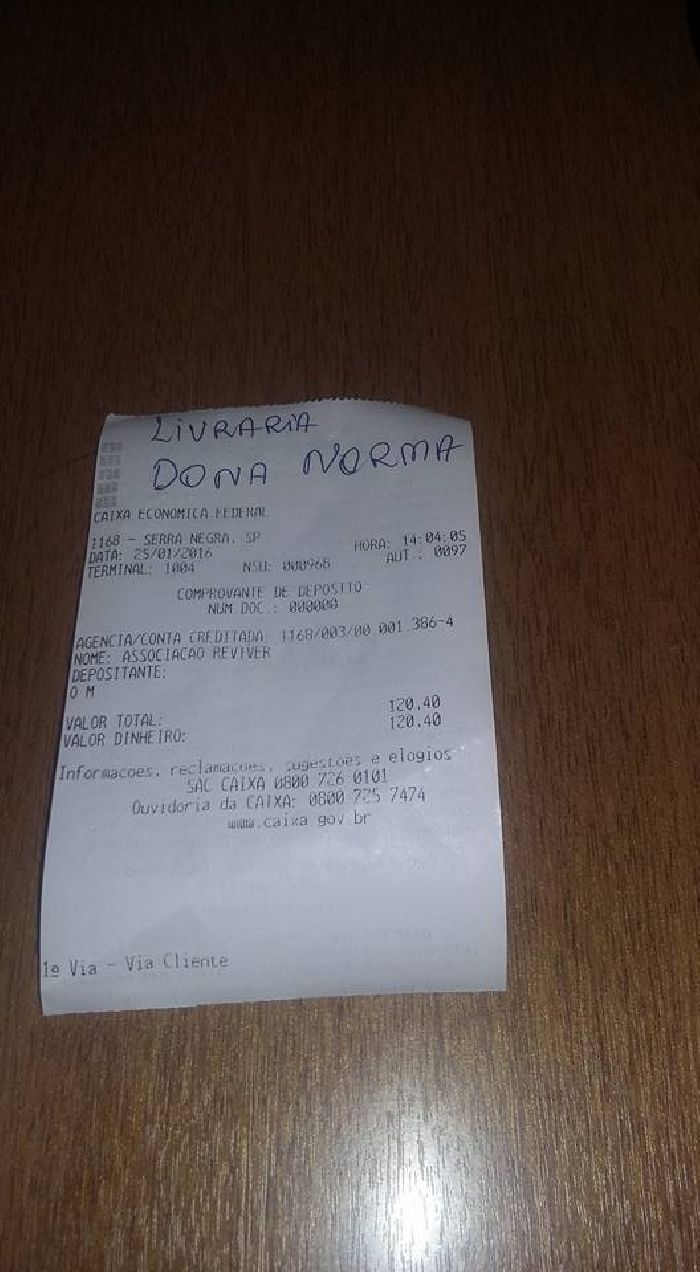 LIVRARIA
DONA NORMA
CAIXA ECONOMICA FEDERAL
1168 - SERRA NEGRA, SP
DATA: 25/01/2016 HORA: 14:04:05
TERMINAL: 1004 NSU: 000968 AUT.: 0097
COMPROVANTE DE DEPOSITO
NUM DOC.: 000000
AGENCIA/CONTA CREDITADA: 1168/003/00 001.386-4
NOME: ASSOCIACAO REVIVER
DEPOSITANTE:
O M
VALOR TOTAL: 120.40
VALOR DINHEIRO: 120.40
Informacoes, reclamacoes, sugestoes e elogios
SAC CAIXA 0800 726 0101
Ouvidoria da CAIXA: 0800 725 7474
www.caixa.gov.br
1ª Via - Via Cliente